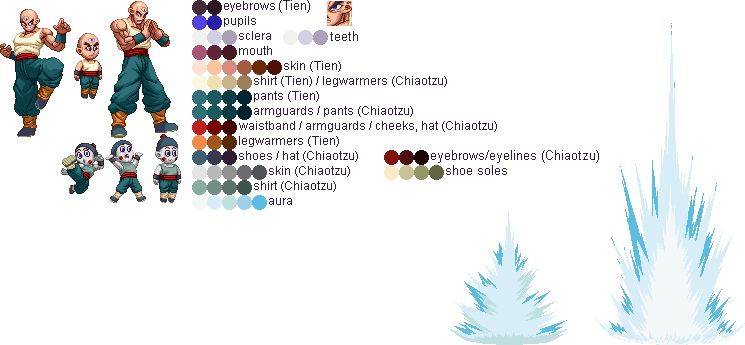 eyebrows (Tien)
pupils
sclera teeth
mouth
skin (Tien)
shirt (Tien) / legwarmers (Chiaotzu)
pants (Tien)
armguards / pants (Chiaotzu)
waistband / armguards / cheeks, hat (Chiaotzu)
legwarmers (Tien)
shoes / hat (Chiaotzu) eyebrows/eyelines (Chiaotzu)
skin (Chiaotzu) shoe soles
shirt (Chiaotzu)
aura